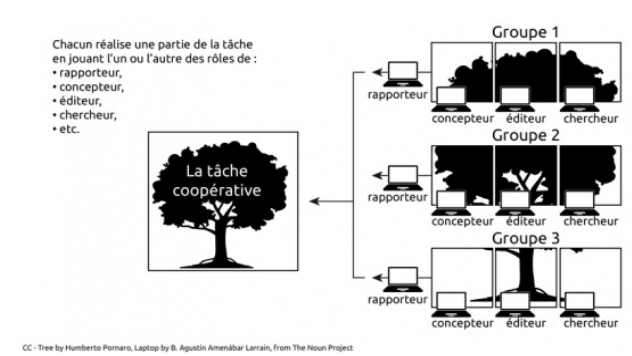 Chacun réalise une partie de la tâche
en jouant l'un ou l'autre des rôles de :
• rapporteur,
• concepteur,
• éditeur,
• chercheur,
• etc.
La tâche
coopérative
Groupe 1
rapporteur
concepteur éditeur chercheur
Groupe 2
rapporteur
concepteur éditeur chercheur
Groupe 3
rapporteur
concepteur éditeur chercheur
CC - Tree by Humberto Pornaro, Laptop by B. Agustín Amenábar Larraín, from The Noun Project